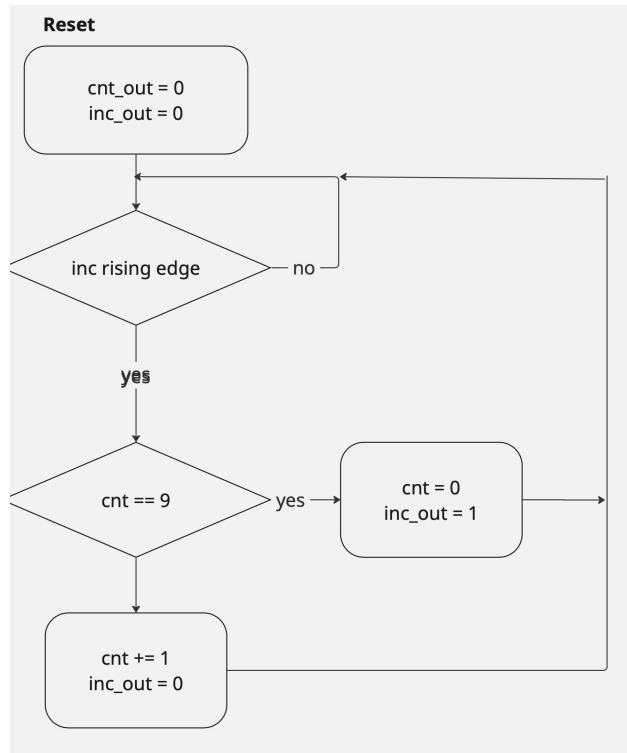 Reset
cnt_out = 0
inc_out = 0
inc rising edge
no
yes
cnt == 9
yes
cnt = 0
inc_out = 1
cnt += 1
inc_out = 0